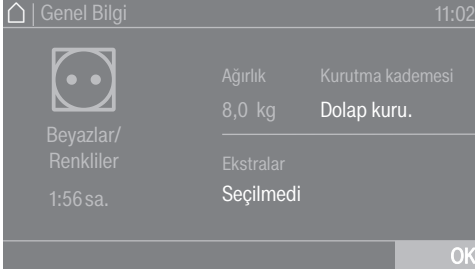 Genel Bilgi
11:02
Beyazlar/
Renkliler
1:56 sa.
Ağırlık
8,0 kg
Kurutma kademesi
Dolap kuru.
Ekstralar
Seçilmedi
OK